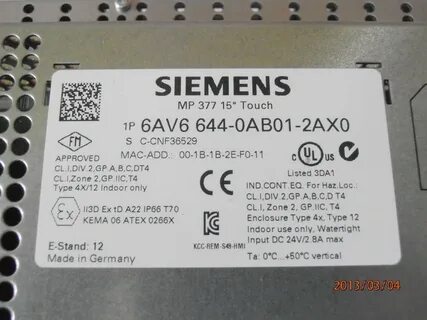 SIEMENS
MP 377 15" Touch
1P 6AV6 644-0AB01-2AX0
S C-CNF36529
MAC-ADD.: 00-1B-1B-2E-F0-11
FM
APPROVED
CL.I,DIV.2,GP.A,B,C,D,T4
CL.I, Zone 2, GP.IIC, T4
Type 4X/12 Indoor only
Ex
II3D Ex tD A22 IP66 T70
KEMA 06 ATEX 0266X
E-Stand: 12
Made in Germany
KCC-REM-S49-HMI
C UL US
Listed 3DA1
IND.CONT.EQ. For Haz.Loc.:
CL.I,DIV.2,GP.A,B,C,D T4
CL.I, Zone 2, GP.IIC, T4
Enclosure Type 4x, Type 12
Indoor use only, Watertight
Input DC 24V/2.8A max
Ta: 0°C...+50°C vertical
2013/03/04